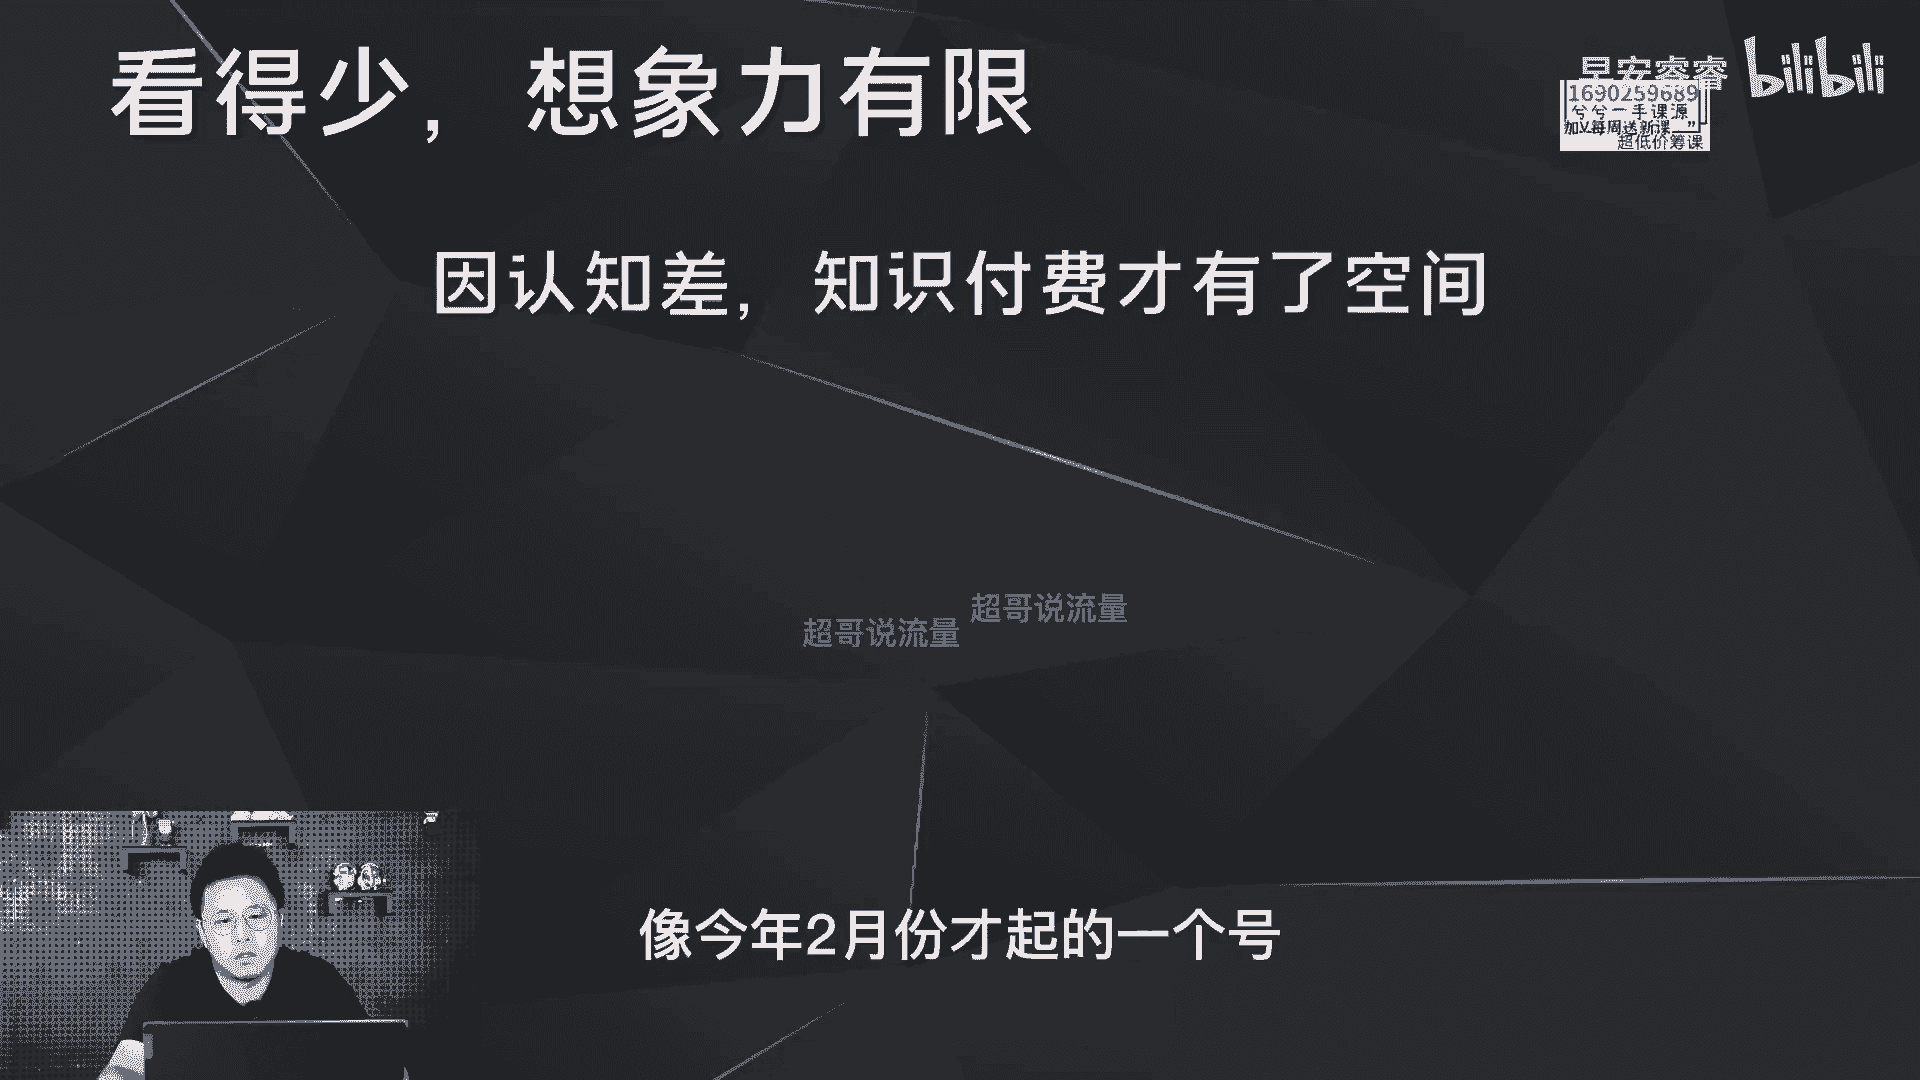 看得少，想象力有限
早安睿睿
bilibili
1690259689
兮兮一手课源
加V每周送新课
超低价筹课
因认知差，知识付费才有了空间
超哥说流量
超哥说流量
像今年2月份才起的一个号